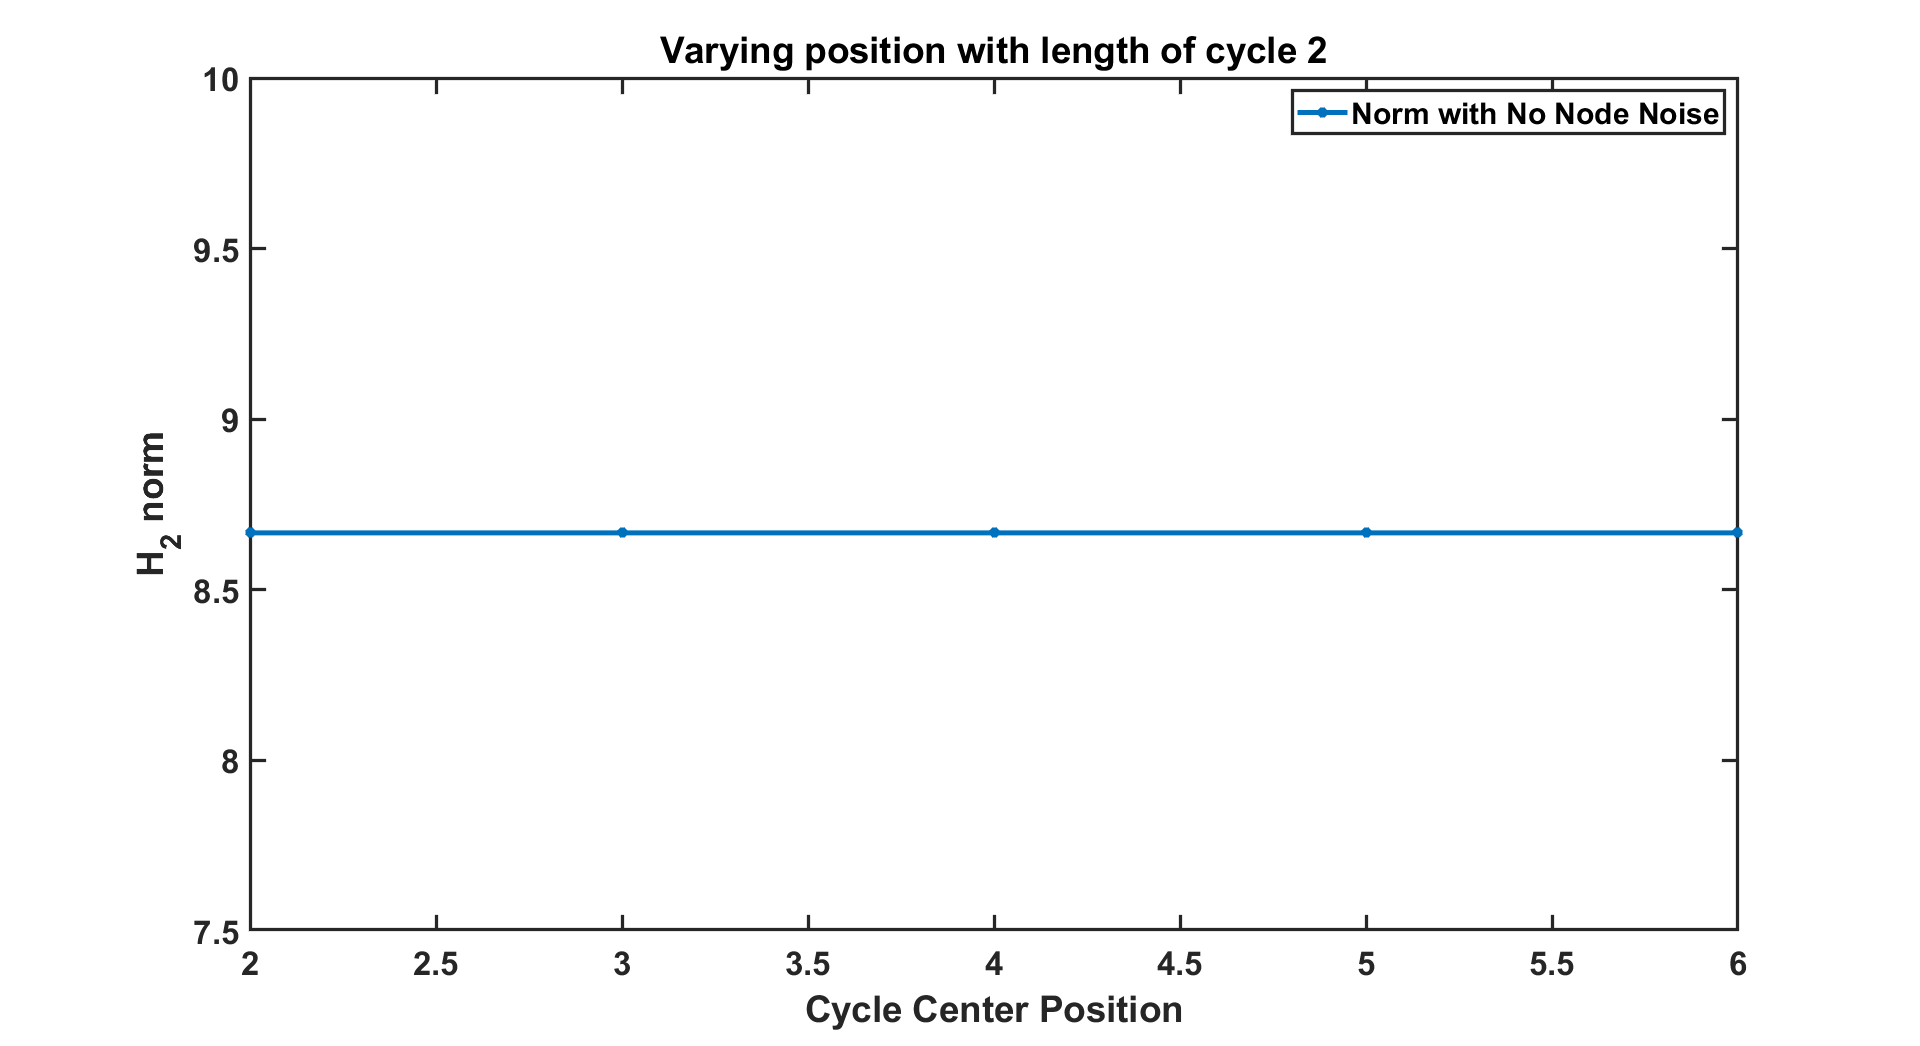 Varying position with length of cycle 2
Norm with No Node Noise
10
9.5
9
8.5
8
7.5
H2 norm
2 2.5 3 3.5 4 4.5 5 5.5 6
Cycle Center Position